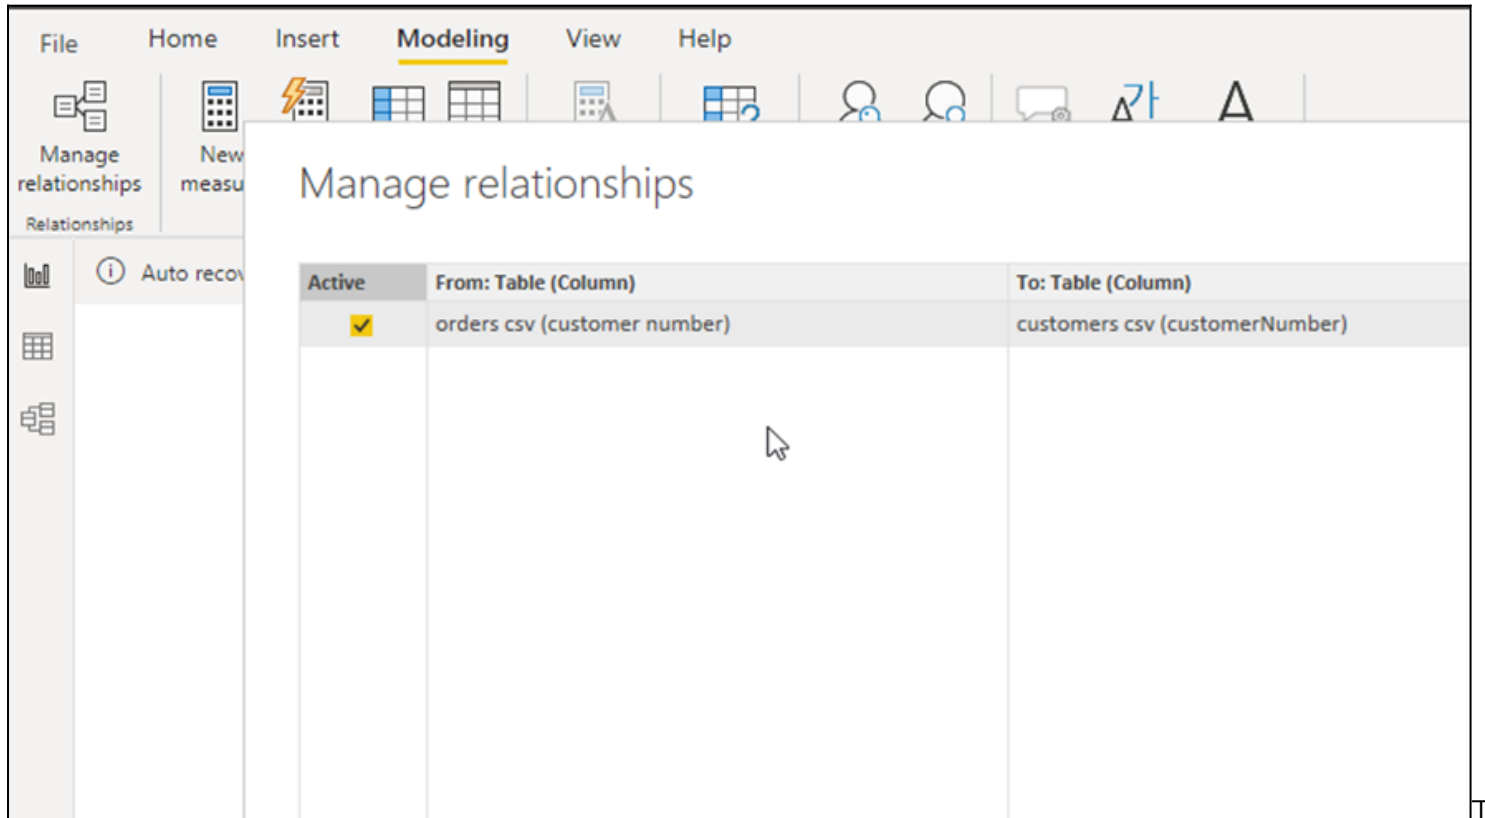 File Home Insert Modeling View Help
Manage
relationships
New
measu
Relationships
Manage relationships
Auto recov
Active From: Table (Column) To: Table (Column)
orders csv (customer number) customers csv (customerNumber)